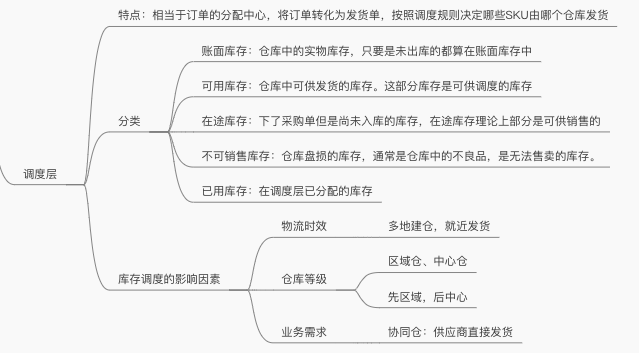 特点：相当于订单的分配中心，将订单转化为发货单，按照调度规则决定哪些SKU由哪个仓库发货
账面库存：仓库中的实物库存，只要是未出库的都算在账面库存中
可用库存：仓库中可供发货的库存。这部分库存是可供调度的库存
分类
在途库存：下了采购单但是尚未入库的库存，在途库存理论上部分是可供销售的
不可销售库存：仓库盘损的库存，通常是仓库中的不良品，是无法售卖的库存。
调度层
已用库存：在调度层已分配的库存
物流时效
多地建仓，就近发货
区域仓、中心仓
库存调度的影响因素
仓库等级
先区域，后中心
业务需求
协同仓：供应商直接发货